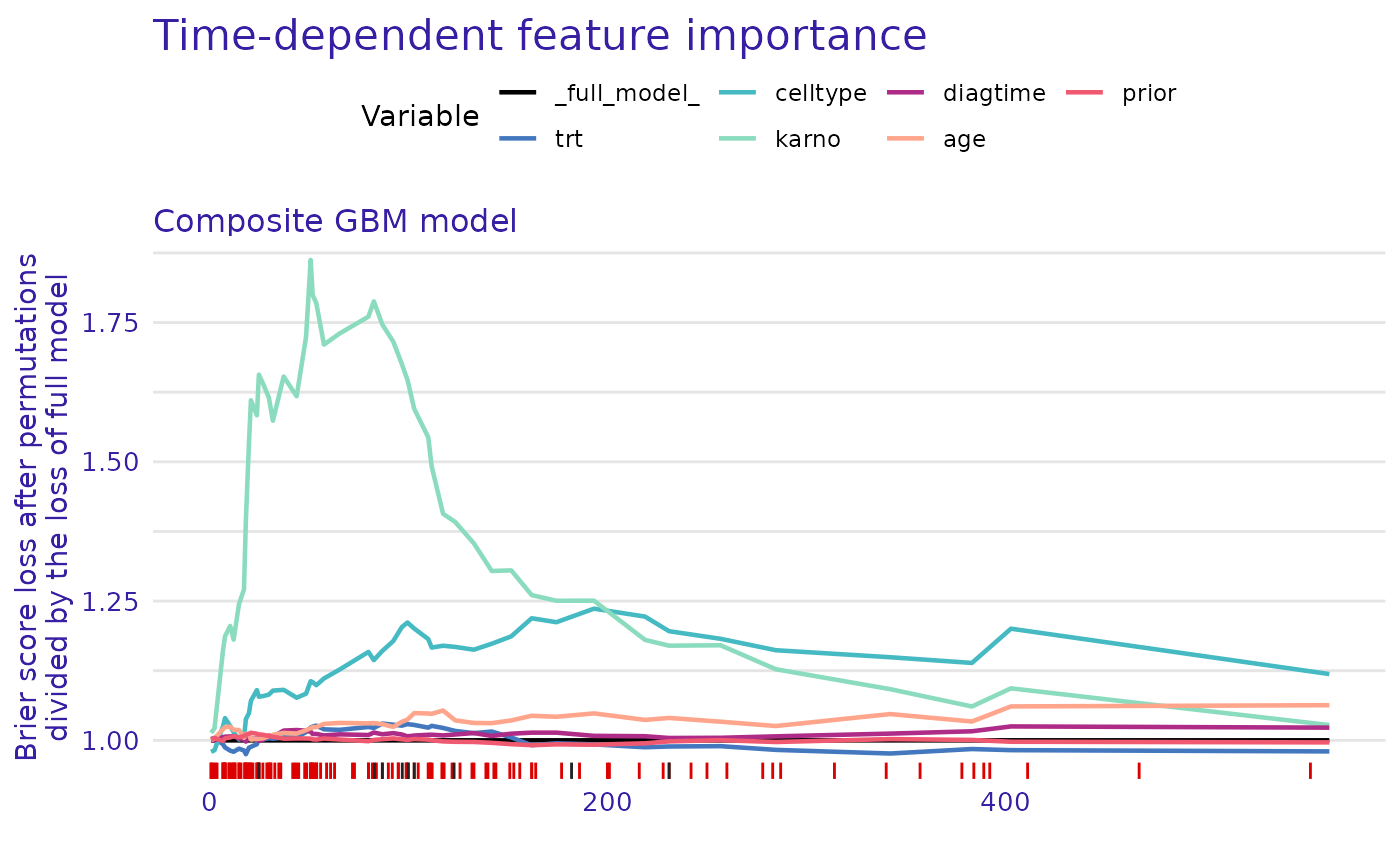 Time-dependent feature importance
Variable
_full_model_
celltype
diagtime
prior
trt
karno
age
Composite GBM model
Brier score loss after permutations
divided by the loss of full model
1.75
1.50
1.25
1.00
0
200
400